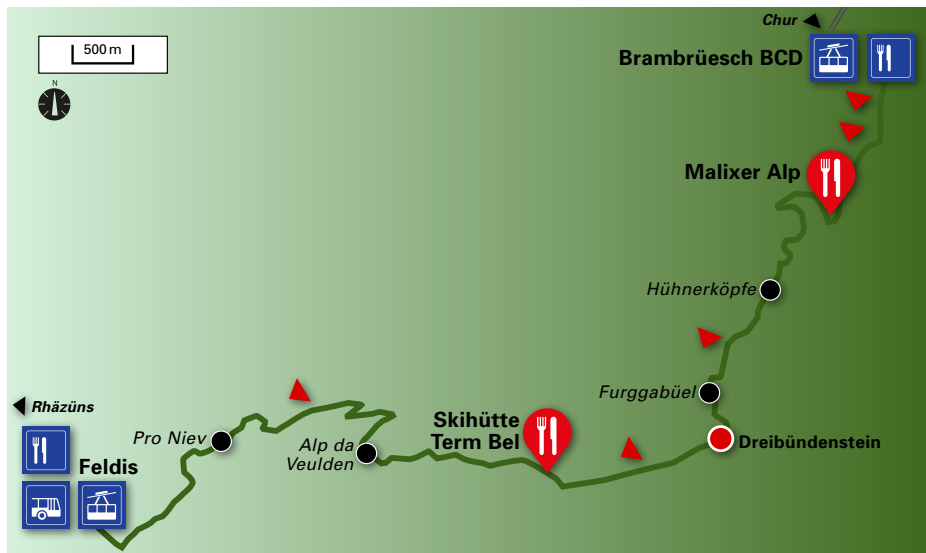 Chur
500 m
Brambrüesch BCD
N
Malixer Alp
Hühnerköpfe
Furggabüel
Rhäzüns
Skihütte
Term Bel
Pro Niev
Alp da
Veulden
Dreibündenstein
Feldis